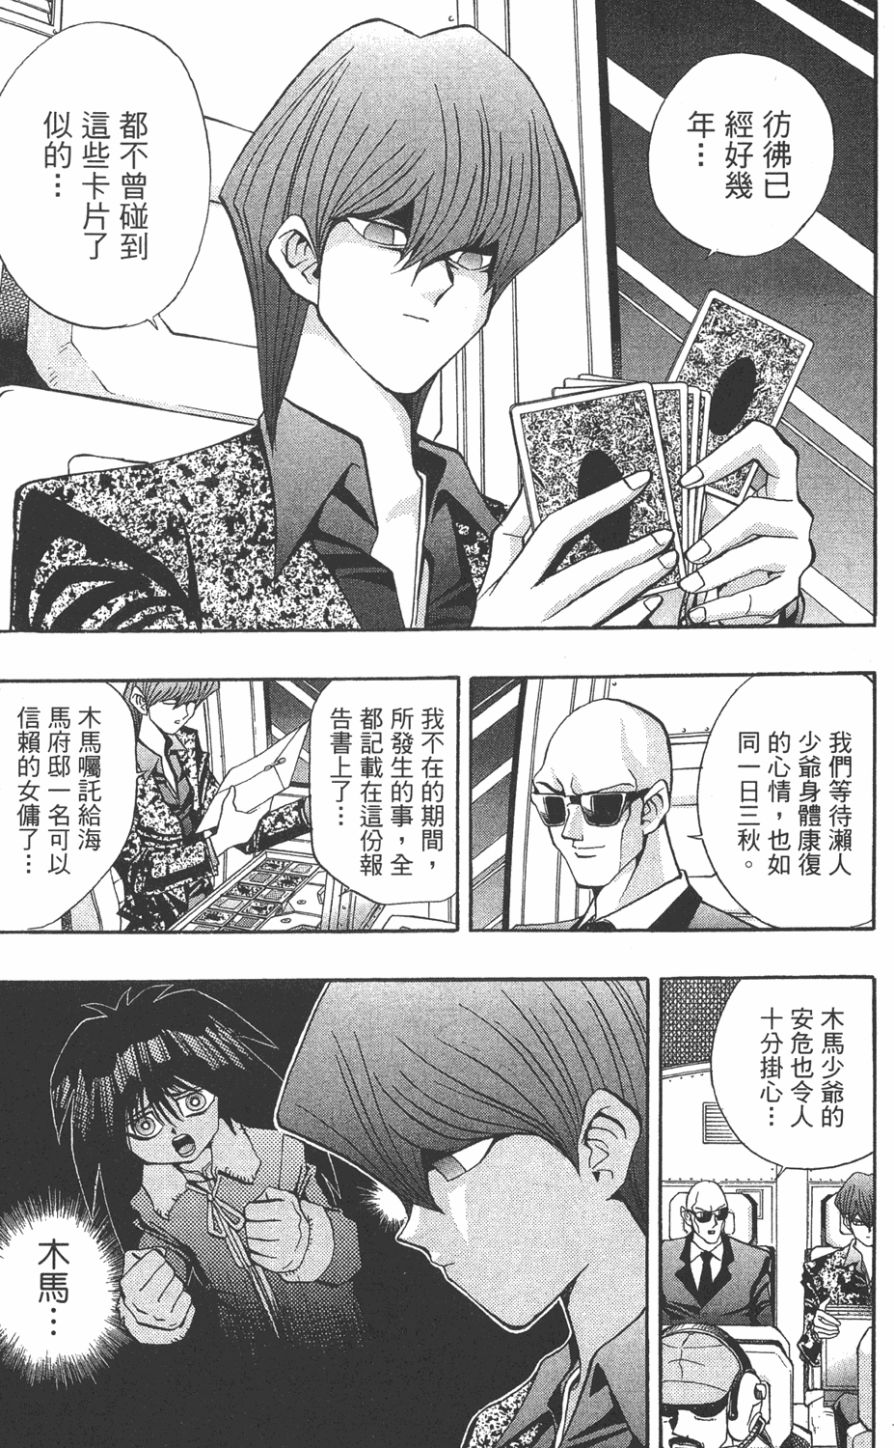 彷彿已
經好幾
年…
都不曾碰到
這些卡片了
似的…
我們等待瀨人
少爺身體康復
的心情，也如
同一日三秋。
我不在的期間，
所發生的事，全
都記載在這份報
告書上了…
木馬囑託給海
馬府邸一名可以
信賴的女傭了…
木馬少爺的
安危也令人
十分掛心…
木馬…